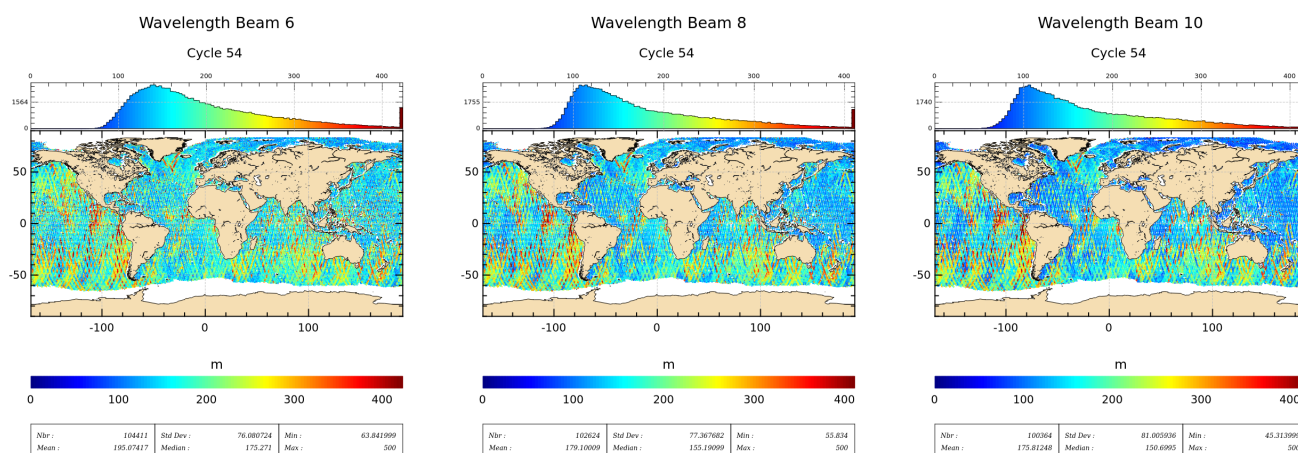 Wavelength Beam 6
Cycle 54
0 100 200 300 400
1564
0
50
0
-50
-100 0 100
m
0 100 200 300 400
Nbr : 104411 Std Dev : 76.080724 Min : 63.841999
Mean : 195.07417 Median : 175.271 Max : 500
Wavelength Beam 8
Cycle 54
0 100 200 300 400
1755
0
50
0
-50
-100 0 100
m
0 100 200 300 400
Nbr : 102624 Std Dev : 77.367682 Min : 55.834
Mean : 179.10009 Median : 155.19099 Max : 500
Wavelength Beam 10
Cycle 54
0 100 200 300 400
1740
0
50
0
-50
-100 0 100
m
0 100 200 300 400
Nbr : 100364 Std Dev : 81.005936 Min : 45.313999
Mean : 175.81248 Median : 150.6995 Max : 500